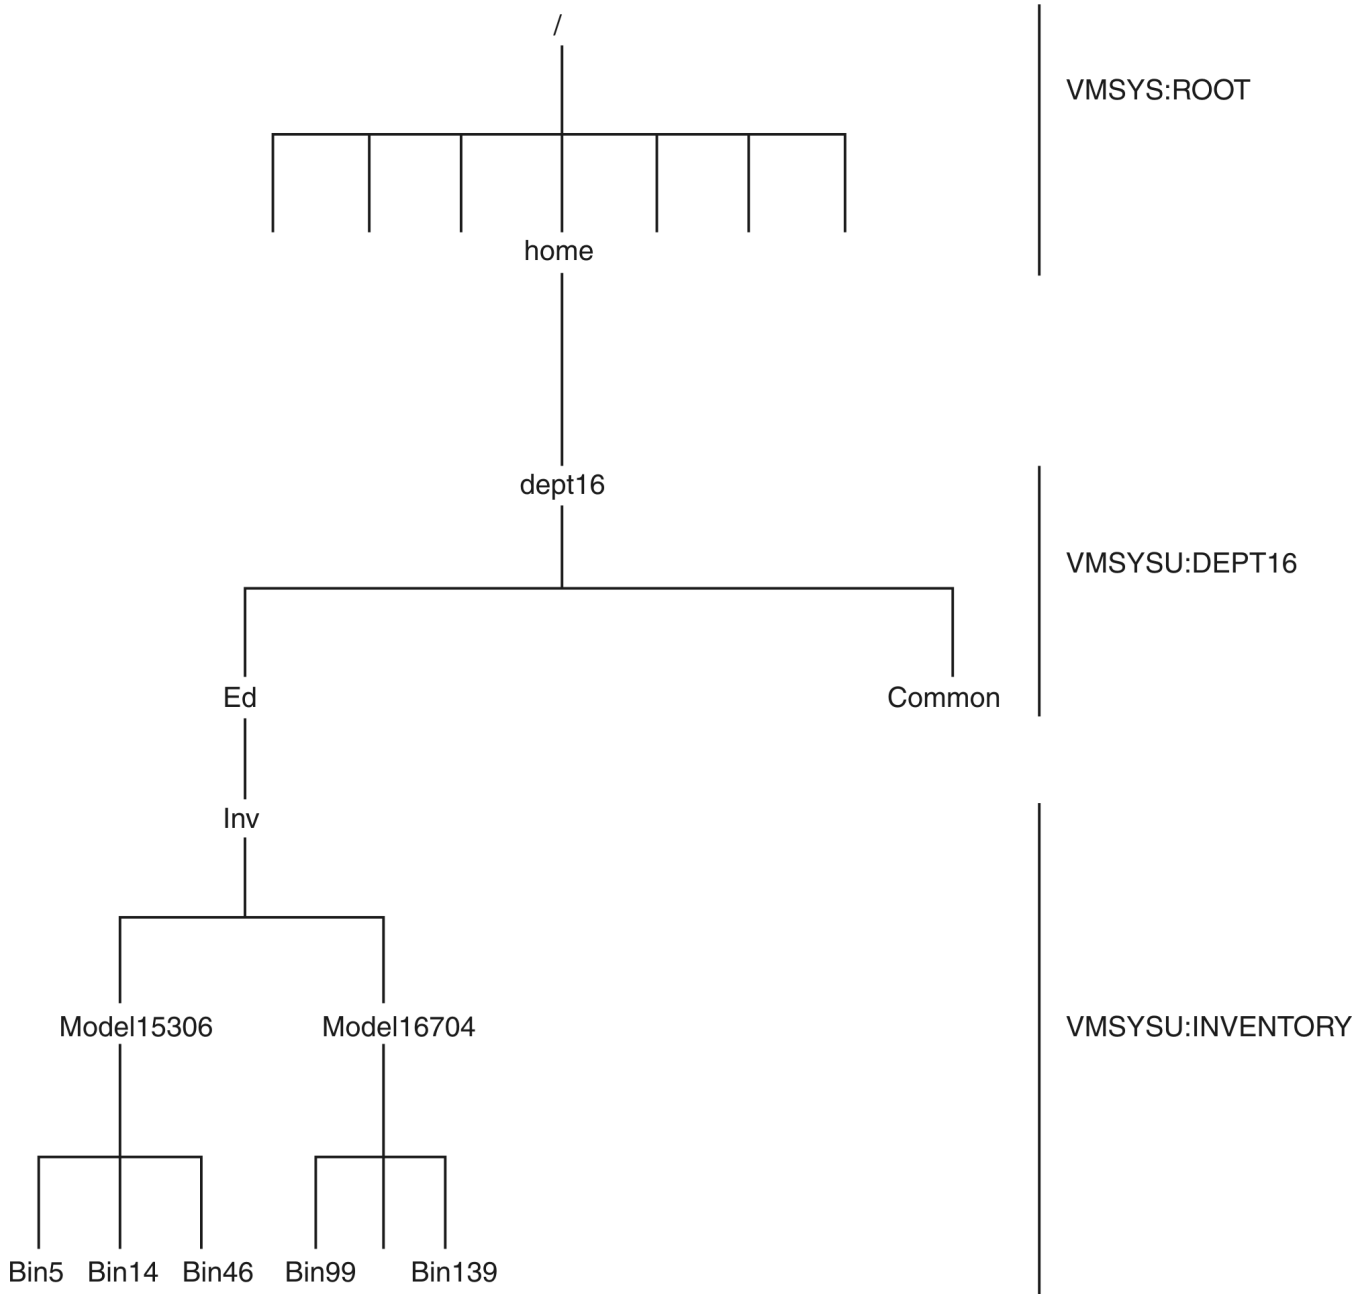 /
VMSYS:ROOT
home
dept16
VMSYSU:DEPT16
Ed
Common
Inv
Model15306
Model16704
VMSYSU:INVENTORY
Bin5
Bin14
Bin46
Bin99
Bin139